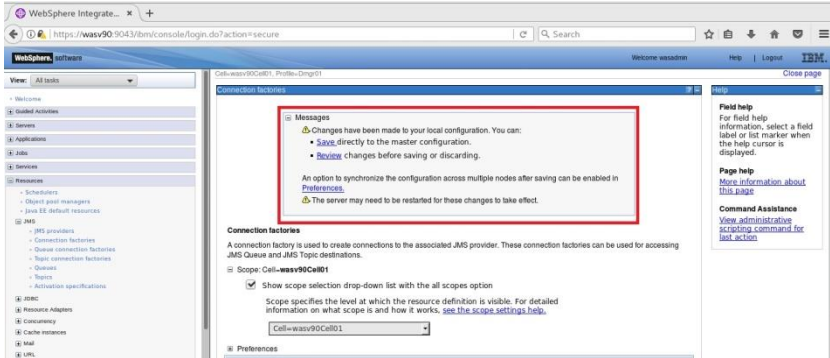 WebSphere Integrate... × +
https://wasv90:9043/ibm/console/login.do?action=secure
Search
WebSphere. software
Welcome wasadmin
Help | Logout
IBM.
View: All tasks
Welcome
Guided Activities
Servers
Applications
Jobs
Services
Resources
Schedulers
Object pool managers
Java EE default resources
JMS
JMS providers
Connection factories
Queue connection factories
Topic connection factories
Queues
Topics
Activation specifications
JDBC
Resource Adapters
Concurrency
Cache instances
Mail
URL
Cell=wasv90Cell01, Profile=Dmgr01
Close page
Connection factories
Messages
Changes have been made to your local configuration. You can:
Save directly to the master configuration.
Review changes before saving or discarding.
An option to synchronize the configuration across multiple nodes after saving can be enabled in
Preferences.
The server may need to be restarted for these changes to take effect.
Connection factories
A connection factory is used to create connections to the associated JMS provider. These connection factories can be used for accessing
JMS Queue and JMS Topic destinations.
Scope: Cell=wasv90Cell01
Show scope selection drop-down list with the all scopes option
Scope specifies the level at which the resource definition is visible. For detailed
information on what scope is and how it works, see the scope settings help.
Cell=wasv90Cell01
Preferences
Help
Field help
For field help
information, select a field
label or list marker when
the help cursor is
displayed.
Page help
More information about
this page
Command Assistance
View administrative
scripting command for
last action